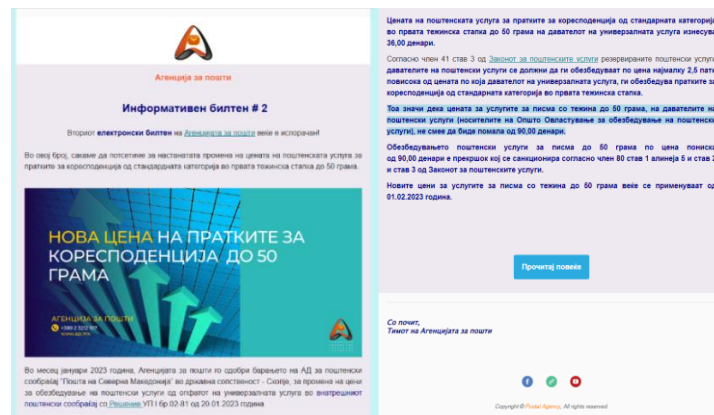 Агенција за пошти
Информативен билтен # 2
Вториот електронски билтен на Агенцијата за пошти веќе е испорачан!
Во овој број, сакаме да потсетиме за настанатата промена на цената на поштенската услуга за
пратките за кореспонденција од стандардната категорија во првата тежинска стапка до 50 грама.
НОВА ЦЕНА НА ПРАТКИТЕ ЗА
КОРЕСПОДЕНЦИЈА ДО 50
ГРАМА
АГЕНЦИЈА ЗА ПОШТИ
Во месец јануари 2023 година, Агенцијата за пошти го одобри барањето на АД за поштенски
сообраќај "Пошта на Северна Македонија" во државна сопственост - Скопје, за промена на цени
за обезбедување на поштенски услуги од опфатот на универзалната услуга во внатрешниот
поштенски сообраќај со Решение УП I бр 02-81 од 20.01.2023 година
Цената на поштенската услуга за пратките за кореспонденција од стандардна категорија
во првата тежинска стапка до 50 грама на давателот на универзалната услуга изнесува
36,00 денари.
Согласно член 41 став 3 од Законот за поштенските услуги резервираните поштенски услуги
давателите на поштенски услуги се должни да ги обезбедуваат по цена најмалку 2,5 пати
повисока од цената по која давателот на универзалната услуга, ги обезбедува пратките за
кореспонденција од стандардна категорија во првата тежинска стапка.
Тоа значи дека цената за услугите за писма со тежина до 50 грама, на давателите на
поштенски услуги (носителите на Општо Овластување за обезбедување на поштенски
услуги), не смее да биде помала од 90,00 денари.
Обезбедувањето поштенски услуги за писма до 50 грама по цена пониска
од 90,00 денари е прекршок кој се санкционира согласно член 80 став 1 алинеја 5 и став 2
и став 3 од Законот за поштенските услуги.
Новите цени за услугите за писма со тежина до 50 грама веќе се применуваат од
01.02.2023 година.
Прочитај повеќе
Со почит,
Тимот на Агенцијата за пошти
Copyright © Postal Agency, All rights reserved